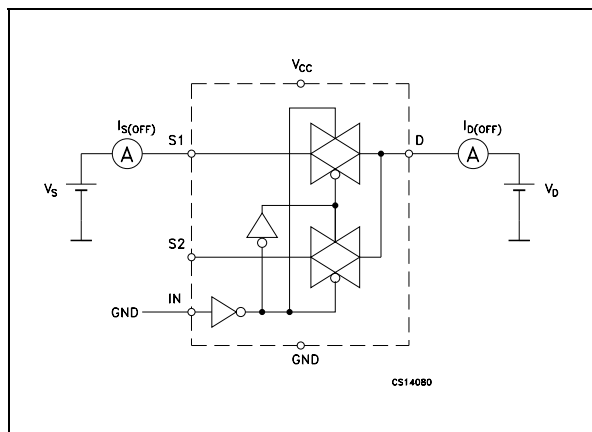 VCC
IS(OFF)
S1
D
ID(OFF)
A
A
VS
VD
S2
IN
GND
GND
CS14080